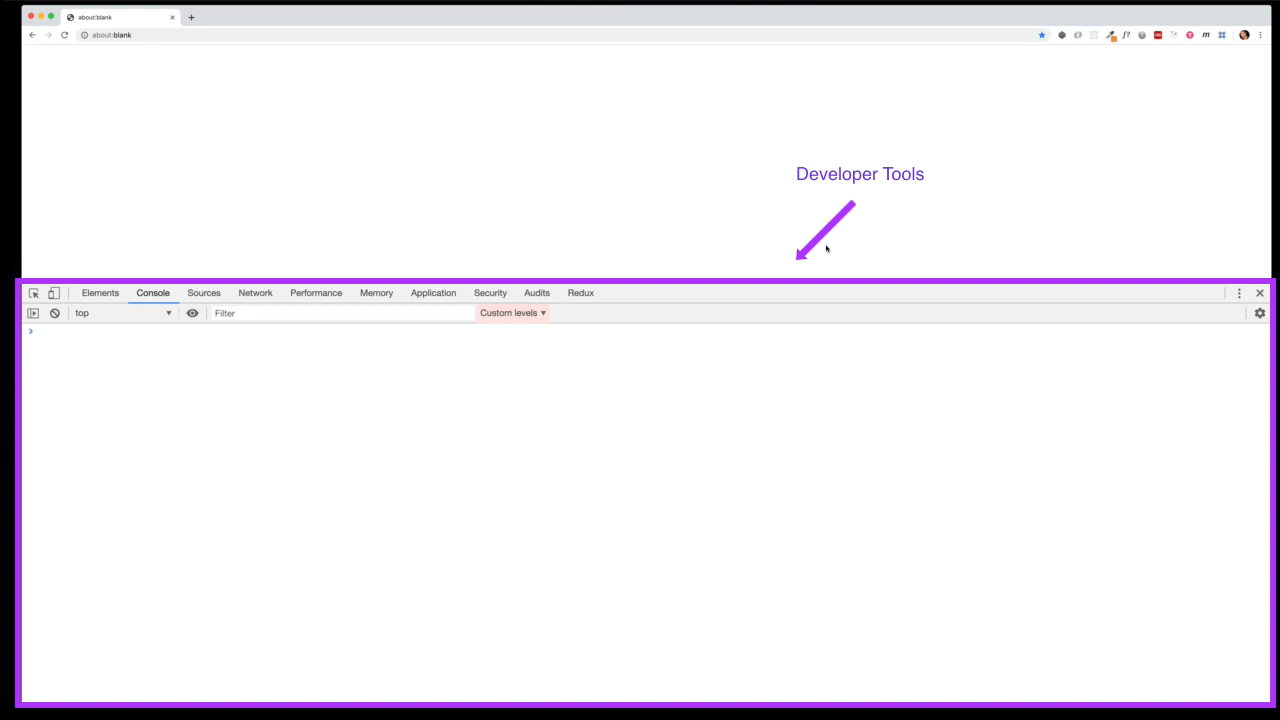 about:blank
about:blank
f?
m
Developer Tools
Elements Console Sources Network Performance Memory Application Security Audits Redux
top Filter Custom levels